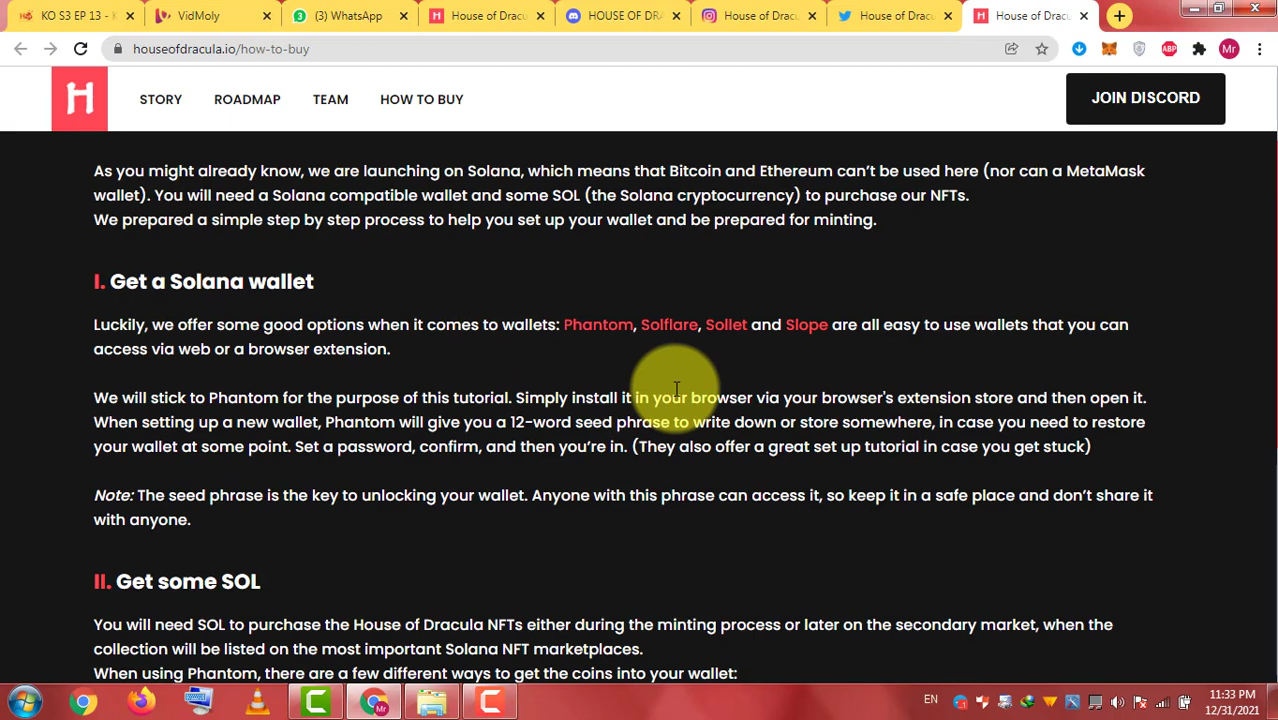 KO S3 EP 13 - K
VidMoly
(3) WhatsApp
House of Dracu
HOUSE OF DRA
House of Dracu
House of Dracu
House of Dracu
houseofdracula.io/how-to-buy
ABP
Mr
H
STORY
ROADMAP
TEAM
HOW TO BUY
JOIN DISCORD
As you might already know, we are launching on Solana, which means that Bitcoin and Ethereum can't be used here (nor can a MetaMask
wallet). You will need a Solana compatible wallet and some SOL (the Solana cryptocurrency) to purchase our NFTs.
We prepared a simple step by step process to help you set up your wallet and be prepared for minting.
I. Get a Solana wallet
Luckily, we offer some good options when it comes to wallets: Phantom, Solflare, Sollet and Slope are all easy to use wallets that you can
access via web or a browser extension.
We will stick to Phantom for the purpose of this tutorial. Simply install it in your browser via your browser's extension store and then open it.
When setting up a new wallet, Phantom will give you a 12-word seed phrase to write down or store somewhere, in case you need to restore
your wallet at some point. Set a password, confirm, and then you're in. (They also offer a great set up tutorial in case you get stuck)
Note: The seed phrase is the key to unlocking your wallet. Anyone with this phrase can access it, so keep it in a safe place and don't share it
with anyone.
II. Get some SOL
You will need SOL to purchase the House of Dracula NFTs either during the minting process or later on the secondary market, when the
collection will be listed on the most important Solana NFT marketplaces.
When using Phantom, there are a few different ways to get the coins into your wallet:
EN
11:33 PM
12/31/2021